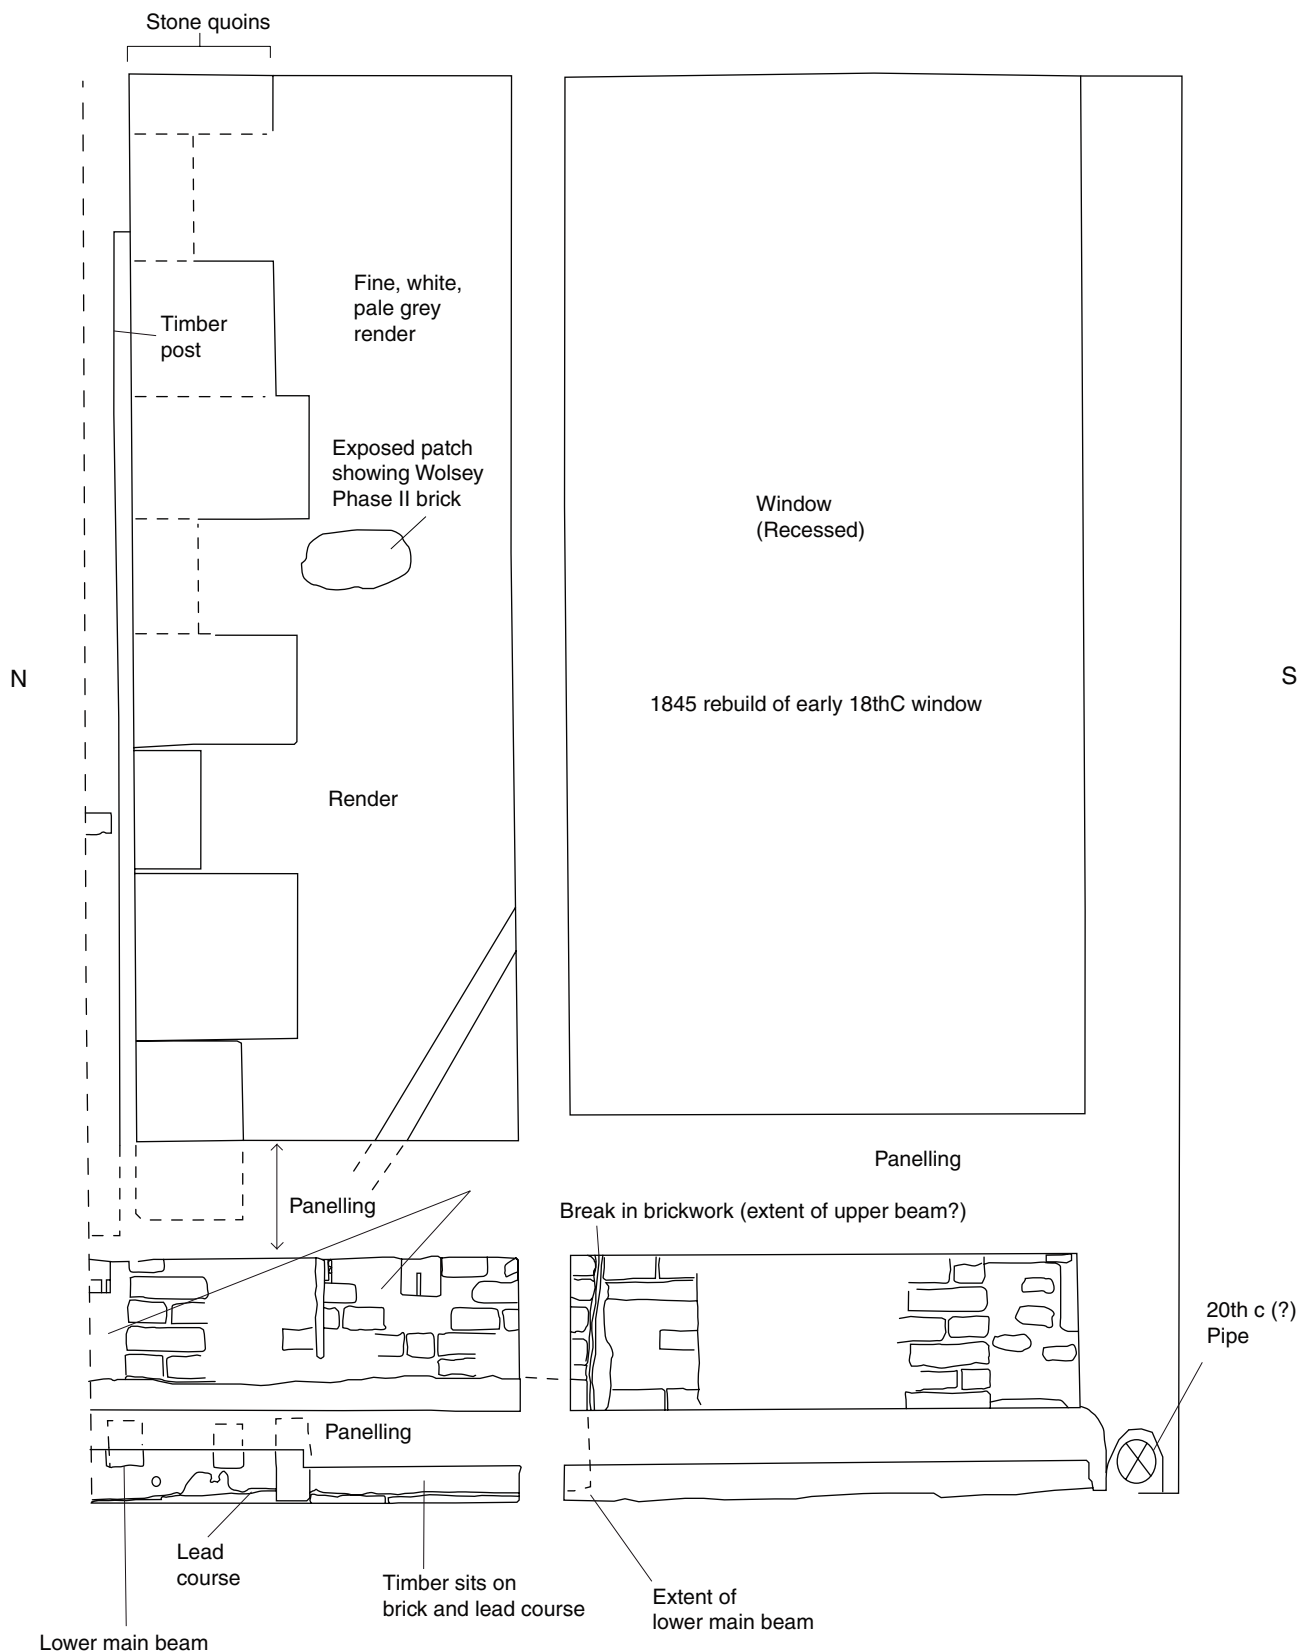 Stone quoins
Fine, white,
pale grey
render
Timber
post
Exposed patch
showing Wolsey
Phase II brick
Window
(Recessed)
N
S
1845 rebuild of early 18thC window
Render
Panelling
Panelling
Break in brickwork (extent of upper beam?)
20th c (?)
Pipe
Panelling
Lead
course
Timber sits on
brick and lead course
Extent of
lower main beam
Lower main beam